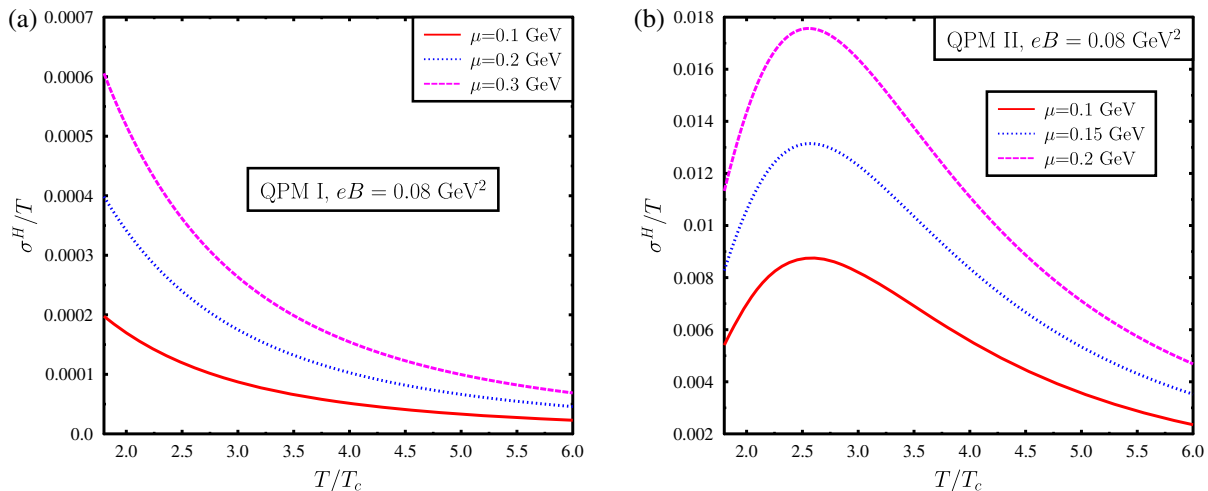 (a)
0.0007
0.0006
0.0005
0.0004
0.0003
0.0002
0.0001
0.0
σ^H/T
μ=0.1 GeV
μ=0.2 GeV
μ=0.3 GeV
QPM I, eB = 0.08 GeV²
2.0 2.5 3.0 3.5 4.0 4.5 5.0 5.5 6.0
T/T_c
(b)
0.018
0.016
0.014
0.012
0.01
0.008
0.006
0.004
0.002
σ^H/T
QPM II, eB = 0.08 GeV²
μ=0.1 GeV
μ=0.15 GeV
μ=0.2 GeV
2.0 2.5 3.0 3.5 4.0 4.5 5.0 5.5 6.0
T/T_c